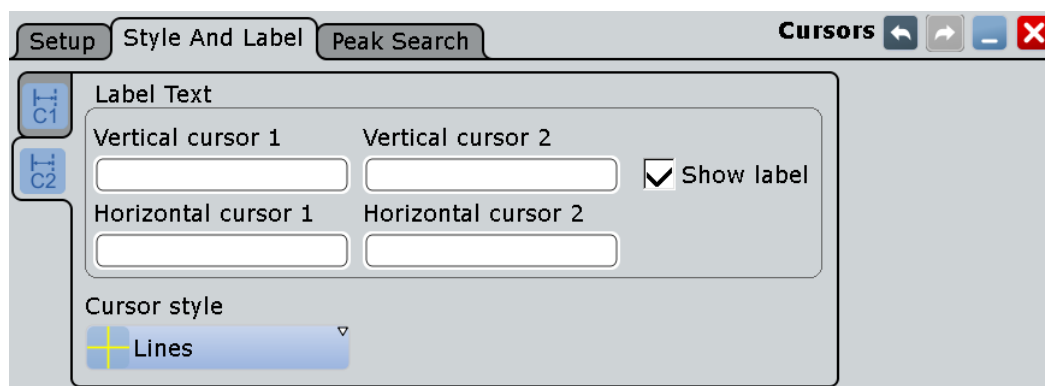 Setup Style And Label Peak Search Cursors
C1
C2
Label Text
Vertical cursor 1 Vertical cursor 2
Show label
Horizontal cursor 1 Horizontal cursor 2
Cursor style
Lines